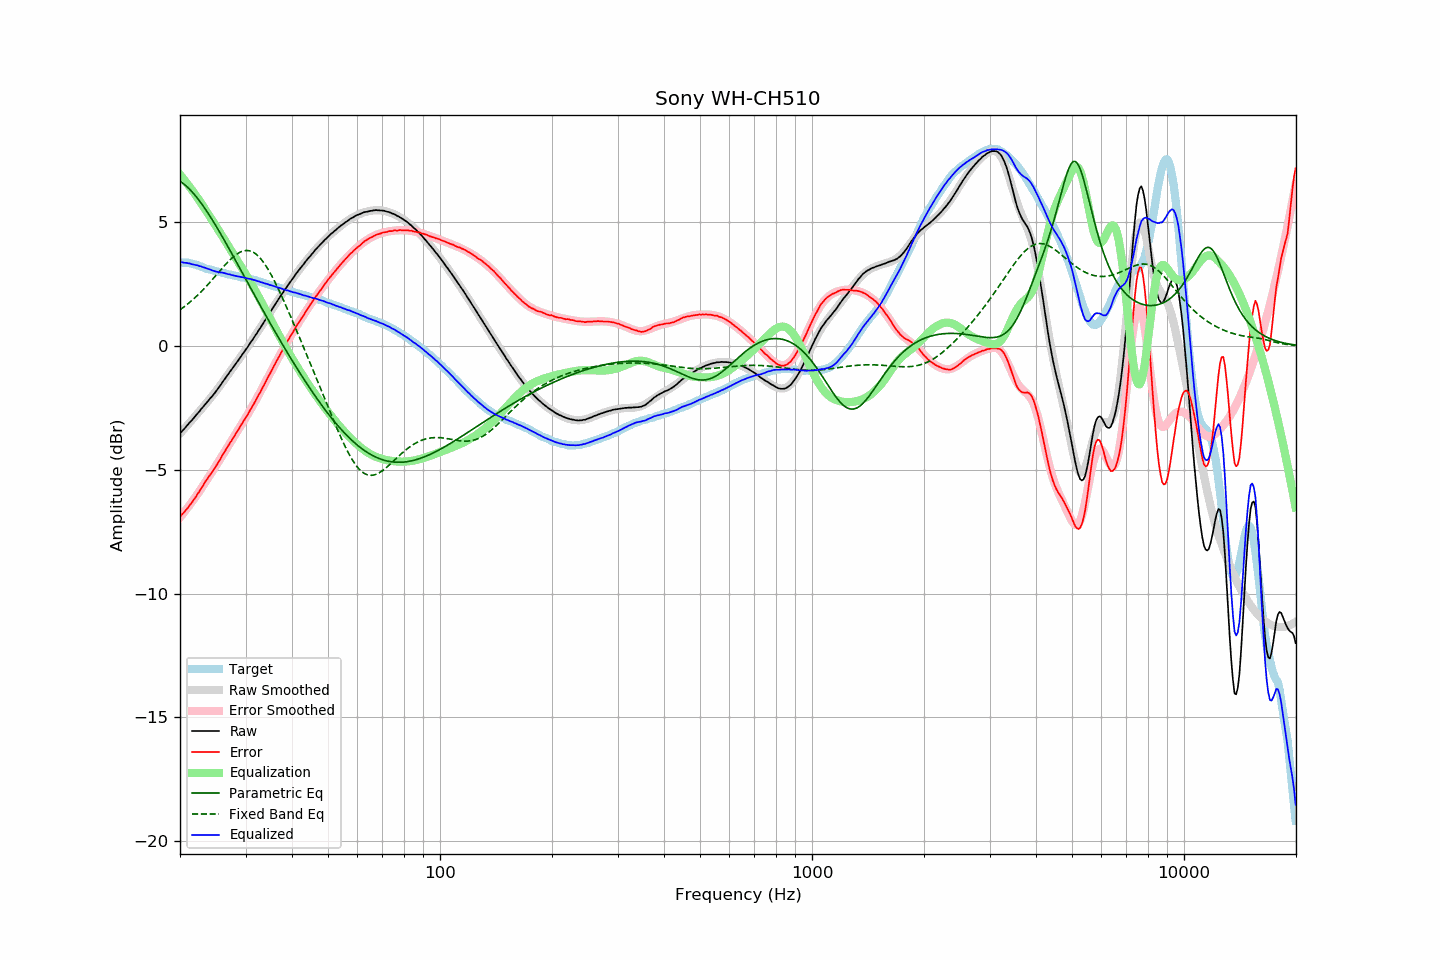 Sony WH-CH510
Amplitude (dBr)
5
0
−5
−10
−15
−20
Target
Raw Smoothed
Error Smoothed
Raw
Error
Equalization
Parametric Eq
Fixed Band Eq
Equalized
100
1000
10000
Frequency (Hz)